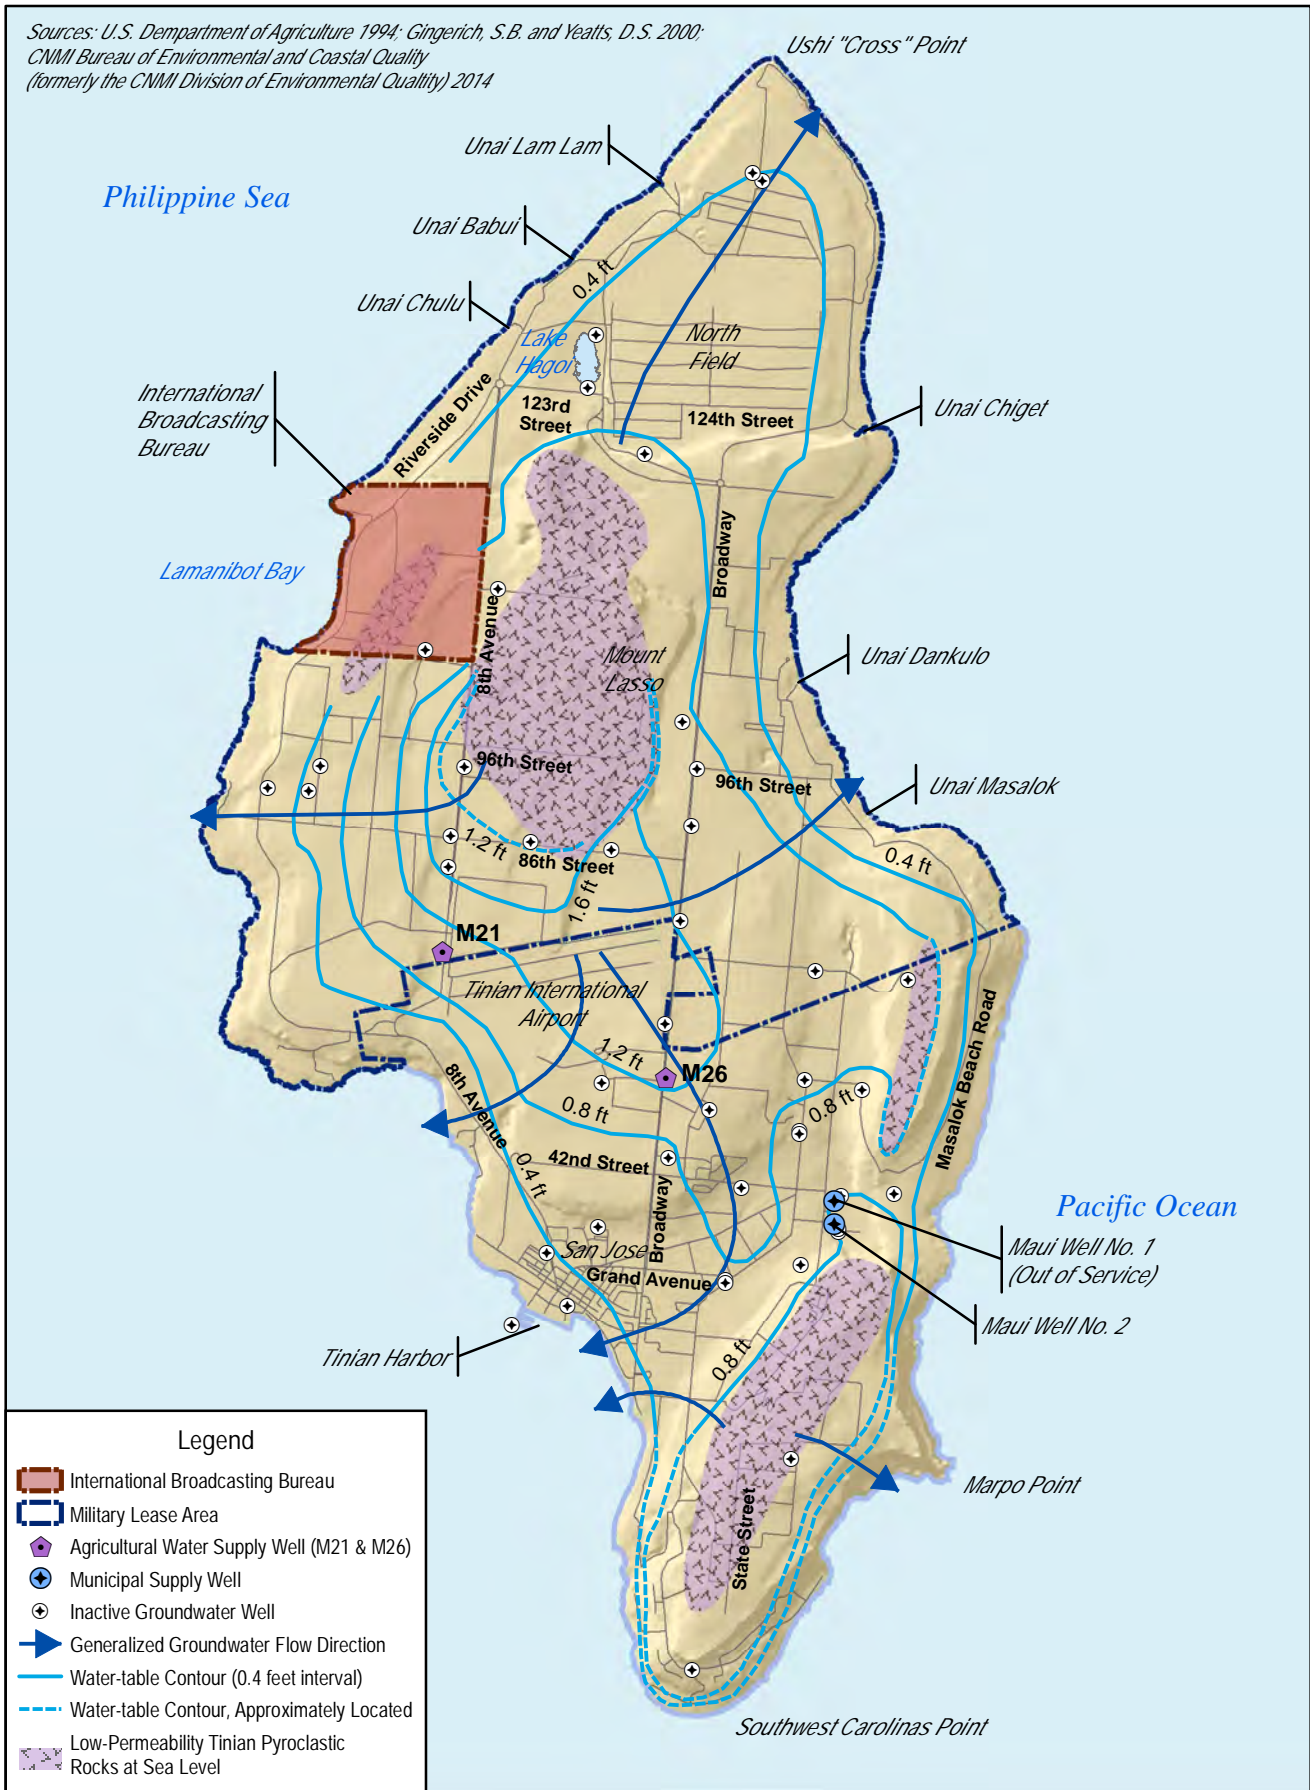 Sources: U.S. Dempartment of Agriculture 1994; Gingerich, S.B. and Yeatts, D.S. 2000;
CNMI Bureau of Environmental and Coastal Quality
(formerly the CNMI Division of Environmental Qualtity) 2014
Ushi "Cross" Point
Unai Lam Lam
Philippine Sea
Unai Babui
0.4 ft
Unai Chulu
Lake
Hagoi
North
Field
International
Broadcasting
Bureau
Riverside Drive
123rd
Street
124th Street
Unai Chiget
Broadway
Lamanibot Bay
8th Avenue
Mount
Lasso
Unai Dankulo
96th Street
96th Street
Unai Masalok
1.2 ft
86th Street
0.4 ft
1.6 ft
M21
Tinian International
Airport
Masalok Beach Road
1.2 ft
M26
8th Avenue
0.8 ft
0.8 ft
42nd Street
0.4 ft
Broadway
Pacific Ocean
San Jose
Grand Avenue
Maui Well No. 1
(Out of Service)
Maui Well No. 2
Tinian Harbor
0.8 ft
Marpo Point
State Street
Southwest Carolinas Point
Legend
International Broadcasting Bureau
Military Lease Area
Agricultural Water Supply Well (M21 & M26)
Municipal Supply Well
Inactive Groundwater Well
Generalized Groundwater Flow Direction
Water-table Contour (0.4 feet interval)
Water-table Contour, Approximately Located
Low-Permeability Tinian Pyroclastic
Rocks at Sea Level